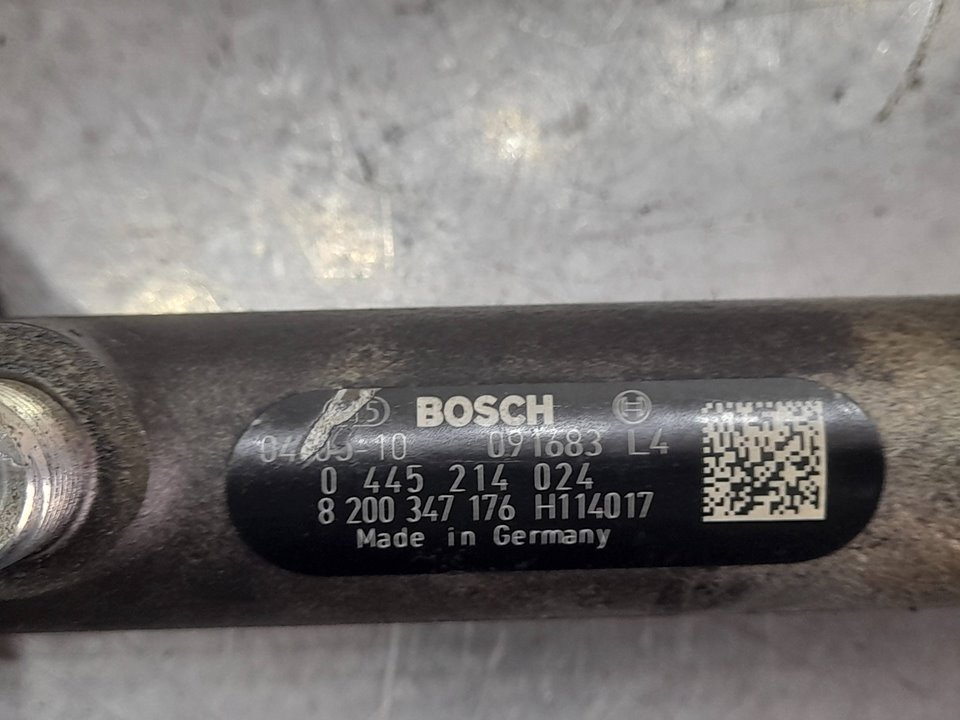 BOSCH
091683 L4
0 445 214 024
8 200 347 176 H114017
Made in Germany